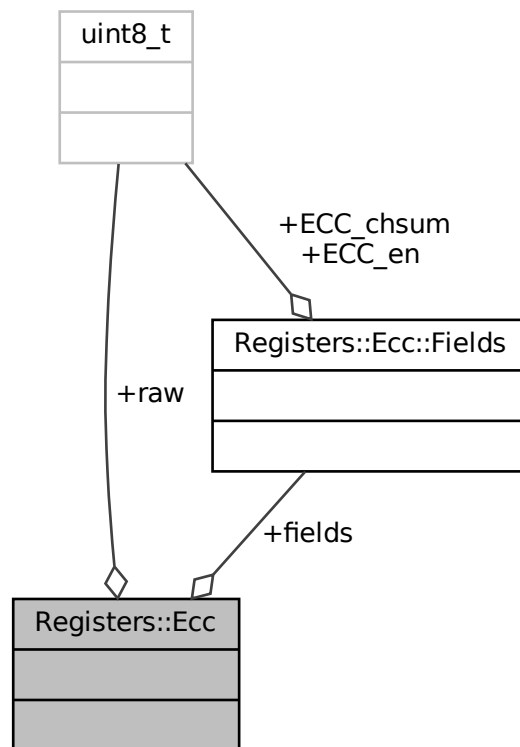 uint8_t
+ECC_chsum
+ECC_en
Registers::Ecc::Fields
+raw
+fields
Registers::Ecc